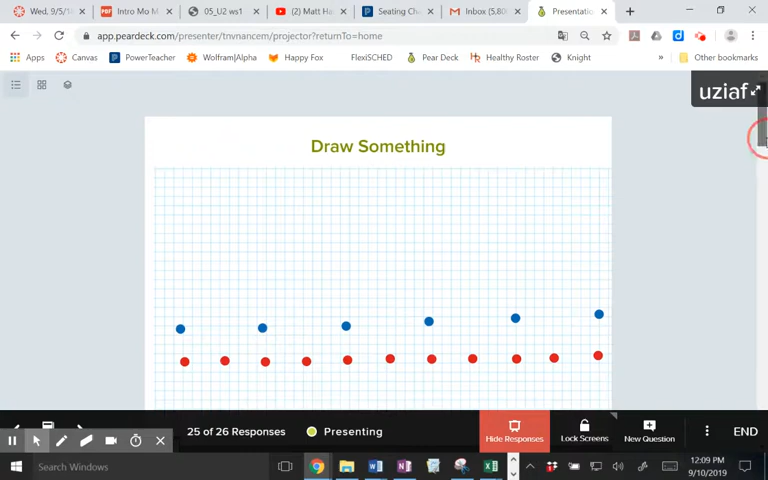 Wed, 9/5/1
Intro Mo M
05_U2 ws1
(2) Matt Ha
Seating Cha
Inbox (5,80
Presentatio
app.peardeck.com/presenter/tnvnancem/projector?returnTo=home
Apps
Canvas
PowerTeacher
Wolfram|Alpha
Happy Fox
FlexiSCHED
Pear Deck
Healthy Roster
Knight
»
Other bookmarks
uziaf
Draw Something
25 of 26 Responses
Presenting
Hide Responses
Lock Screens
New Question
END
Search Windows
12:09 PM
9/10/2019